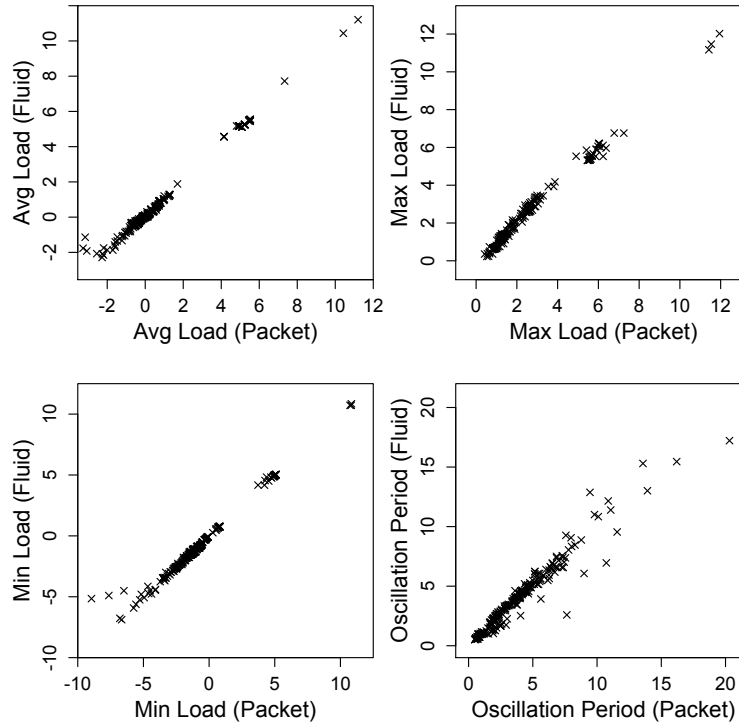 Avg Load (Fluid)
-2 0 2 4 6 8 10
-2 0 2 4 6 8 10 12
Avg Load (Packet)
Max Load (Fluid)
0 2 4 6 8 10 12
0 2 4 6 8 10 12
Max Load (Packet)
Min Load (Fluid)
-10 -5 0 5 10
-10 -5 0 5 10
Min Load (Packet)
Oscillation Period (Fluid)
0 5 10 15 20
0 5 10 15 20
Oscillation Period (Packet)